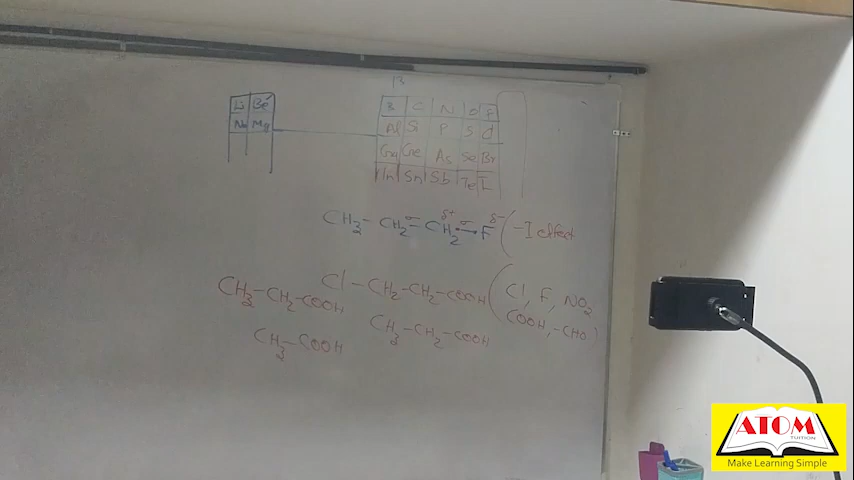 13
Li Be B C N O F
Na Mg Al Si P S Cl
Ga Ge As Se Br
In Sn Sb Te I
CH3- CH2 CH2 F (-I effect
δ+ δ-
CH3-CH2-COOH Cl-CH2-CH2-COOH (Cl, F, NO2
COOH, -CHO)
CH3-COOH CH3-CH2-COOH
ATOM
TUITION
Make Learning Simple